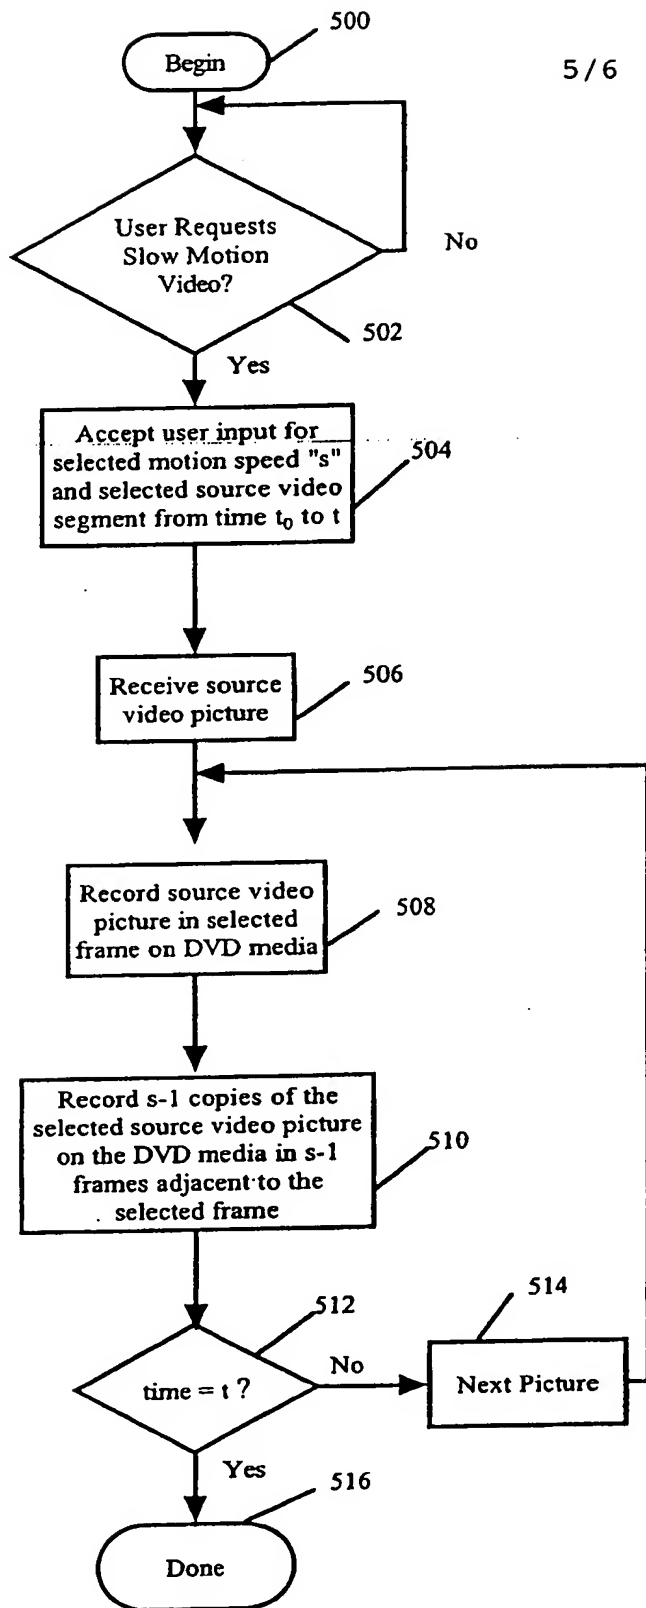 500
Begin
5/6
User Requests
Slow Motion
Video?
No
502
Yes
Accept user input for
selected motion speed "s"
and selected source video
segment from time t₀ to t
504
Receive source
video picture
506
Record source video
picture in selected
frame on DVD media
508
Record s-1 copies of the
selected source video picture
on the DVD media in s-1
frames adjacent to the
selected frame
510
512
time = t ?
No
514
Next Picture
Yes
516
Done